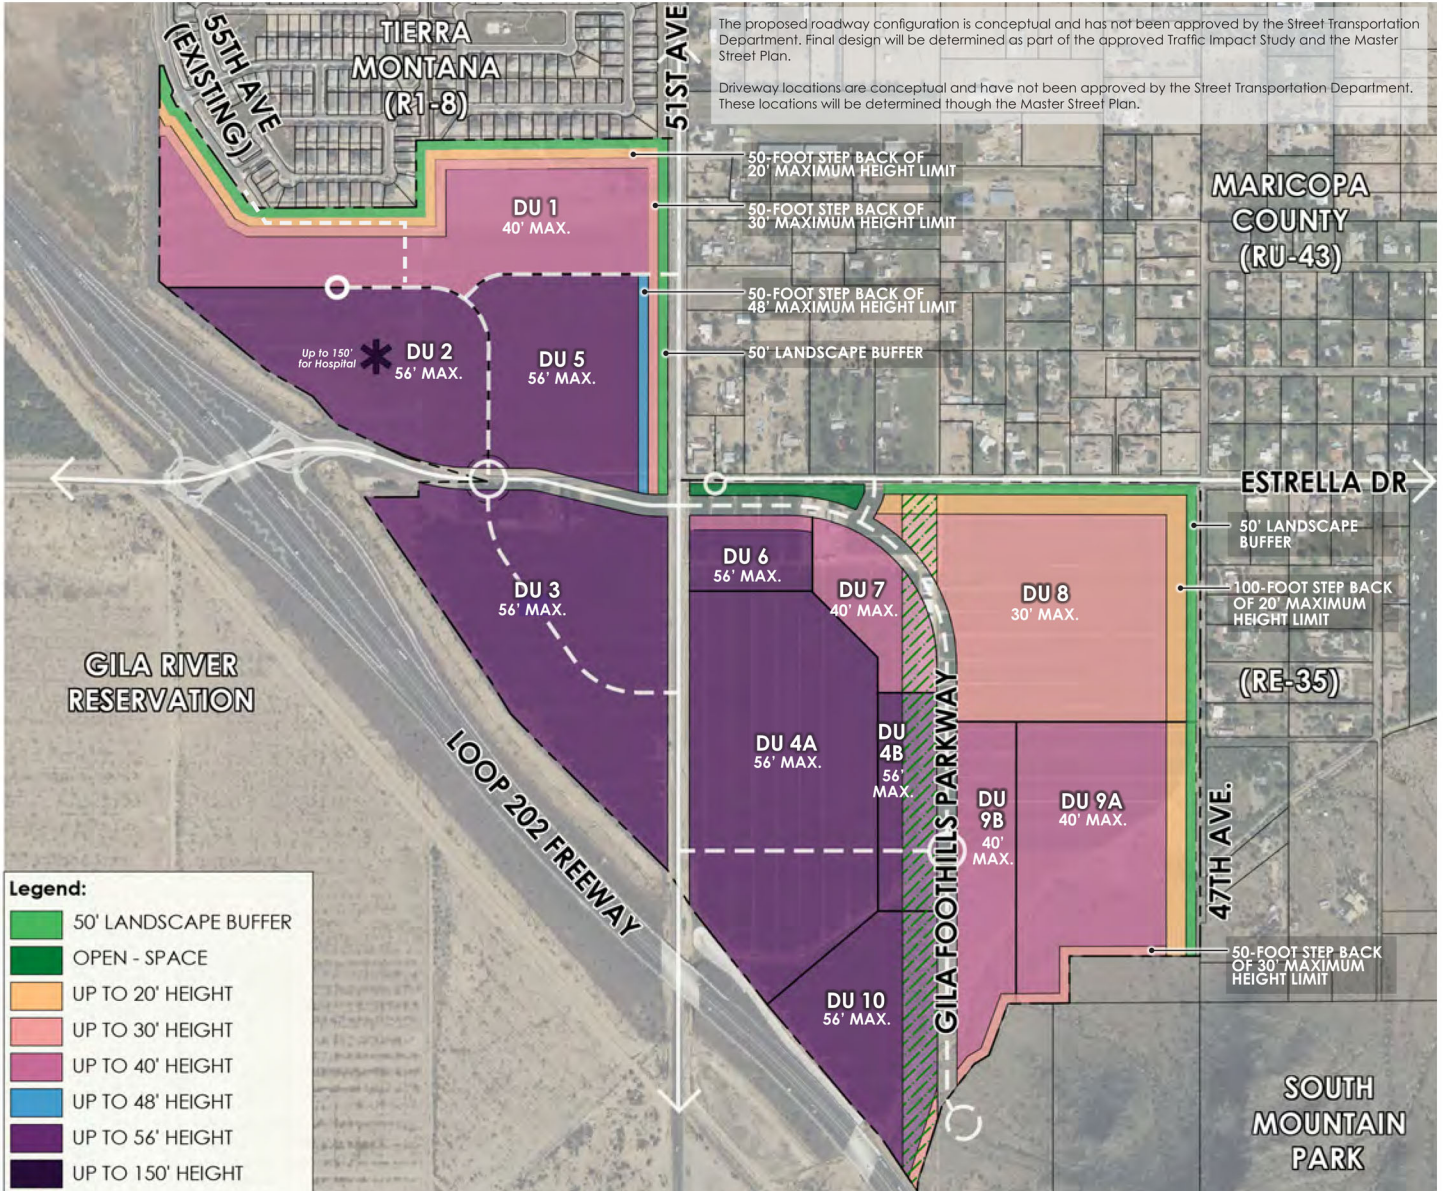 The proposed roadway configuration is conceptual and has not been approved by the Street Transportation
Department. Final design will be determined as part of the approved Traffic Impact Study and the Master
Street Plan.
Driveway locations are conceptual and have not been approved by the Street Transportation Department.
These locations will be determined though the Master Street Plan.
55TH AVE
(EXISTING)
TIERRA
MONTANA
(R1-8)
51ST AVE
50-FOOT STEP BACK OF
20' MAXIMUM HEIGHT LIMIT
50-FOOT STEP BACK OF
30' MAXIMUM HEIGHT LIMIT
50-FOOT STEP BACK OF
48' MAXIMUM HEIGHT LIMIT
50' LANDSCAPE BUFFER
MARICOPA
COUNTY
(RU-43)
DU 1
40' MAX.
Up to 150'
for Hospital
DU 2
56' MAX.
DU 5
56' MAX.
ESTRELLA DR
50' LANDSCAPE
BUFFER
100-FOOT STEP BACK
OF 20' MAXIMUM
HEIGHT LIMIT
(RE-35)
DU 3
56' MAX.
DU 6
56' MAX.
DU 7
40' MAX.
DU 8
30' MAX.
GILA RIVER
RESERVATION
LOOP 202 FREEWAY
DU 4A
56' MAX.
DU
4B
56'
MAX.
GILA FOOTHILLS PARKWAY
DU
9B
40'
MAX.
DU 9A
40' MAX.
47TH AVE.
50-FOOT STEP BACK
OF 30' MAXIMUM
HEIGHT LIMIT
DU 10
56' MAX.
SOUTH
MOUNTAIN
PARK
Legend:
50' LANDSCAPE BUFFER
OPEN - SPACE
UP TO 20' HEIGHT
UP TO 30' HEIGHT
UP TO 40' HEIGHT
UP TO 48' HEIGHT
UP TO 56' HEIGHT
UP TO 150' HEIGHT